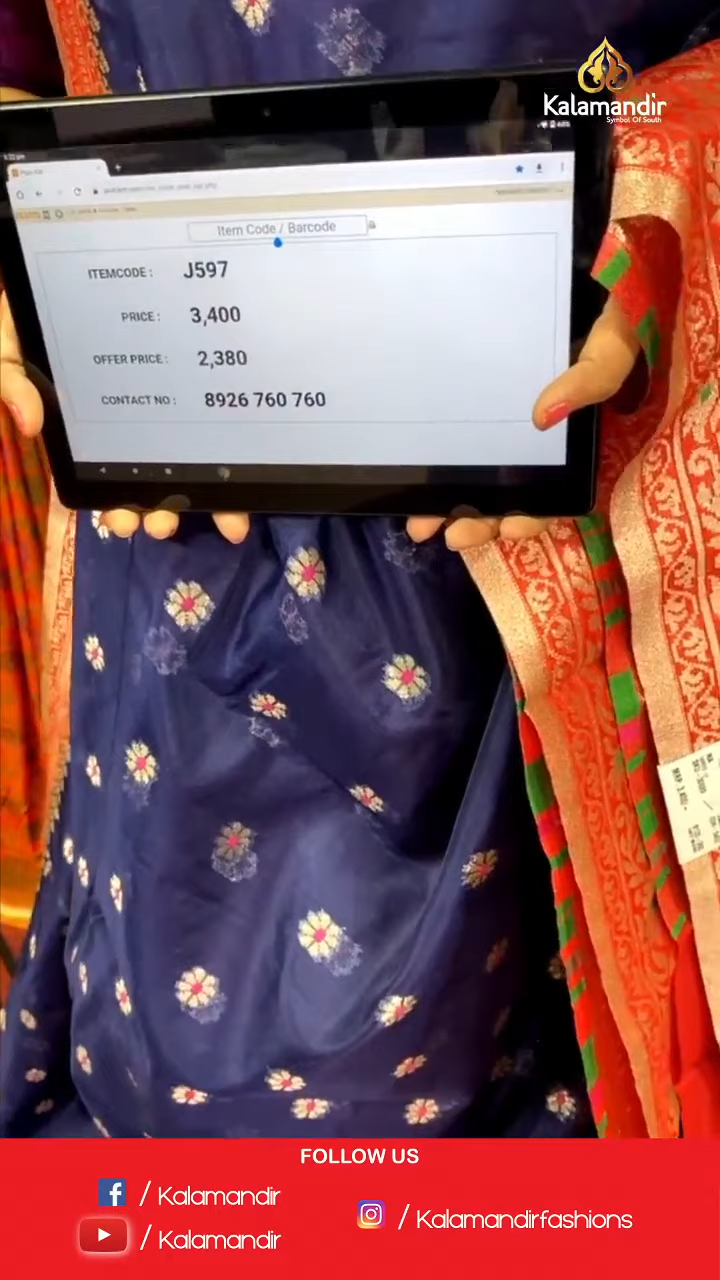 Kalamandir
Symbol Of South
Item Code / Barcode
ITEMCODE : J597
PRICE : 3,400
OFFER PRICE : 2,380
CONTACT NO : 8926 760 760
FOLLOW US
/ Kalamandir
/ Kalamandirfashions
/ Kalamandir